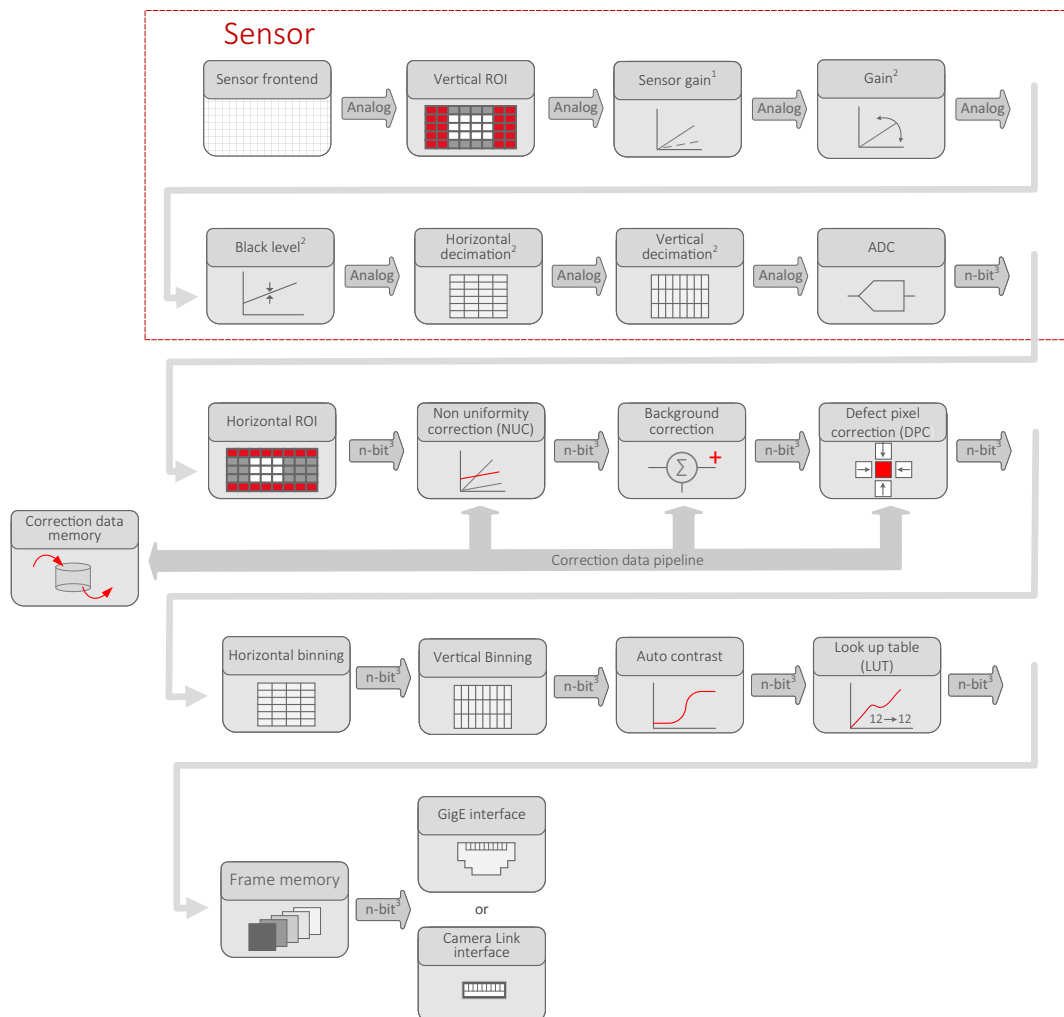 Sensor
Sensor frontend
Analog
Vertical ROI
Analog
Sensor gain¹
Analog
Gain²
Analog
Black level²
Analog
Horizontal
decimation²
Analog
Vertical
decimation²
Analog
ADC
n-bit³
Horizontal ROI
n-bit³
Non uniformity
correction (NUC)
n-bit³
Background
correction
Σ
+
n-bit³
Defect pixel
correction (DPC)
n-bit³
Correction data
memory
Correction data pipeline
Horizontal binning
n-bit³
Vertical Binning
n-bit³
Auto contrast
n-bit³
Look up table
(LUT)
12→12
n-bit³
Frame memory
n-bit³
GigE interface
or
Camera Link
interface